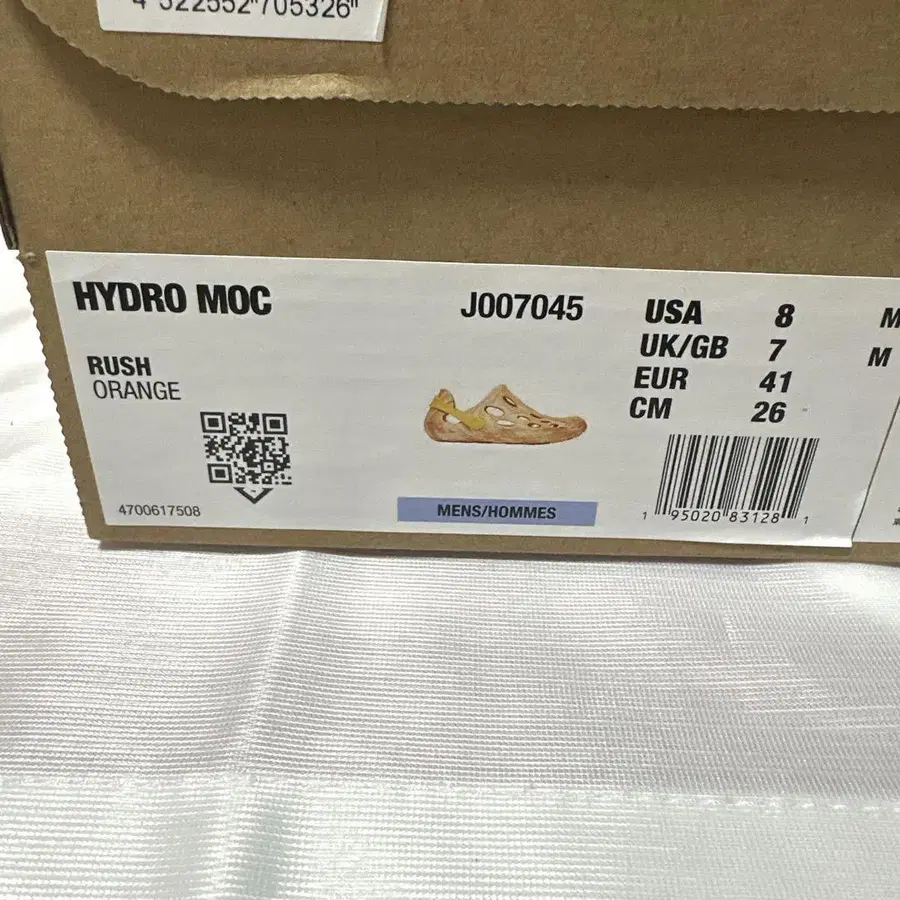 4 522552 705326
HYDRO MOC
J007045
RUSH
ORANGE
USA 8
UK/GB 7
EUR 41
CM 26
M
M
4700617508
MENS/HOMMES
1 95020 83128 1